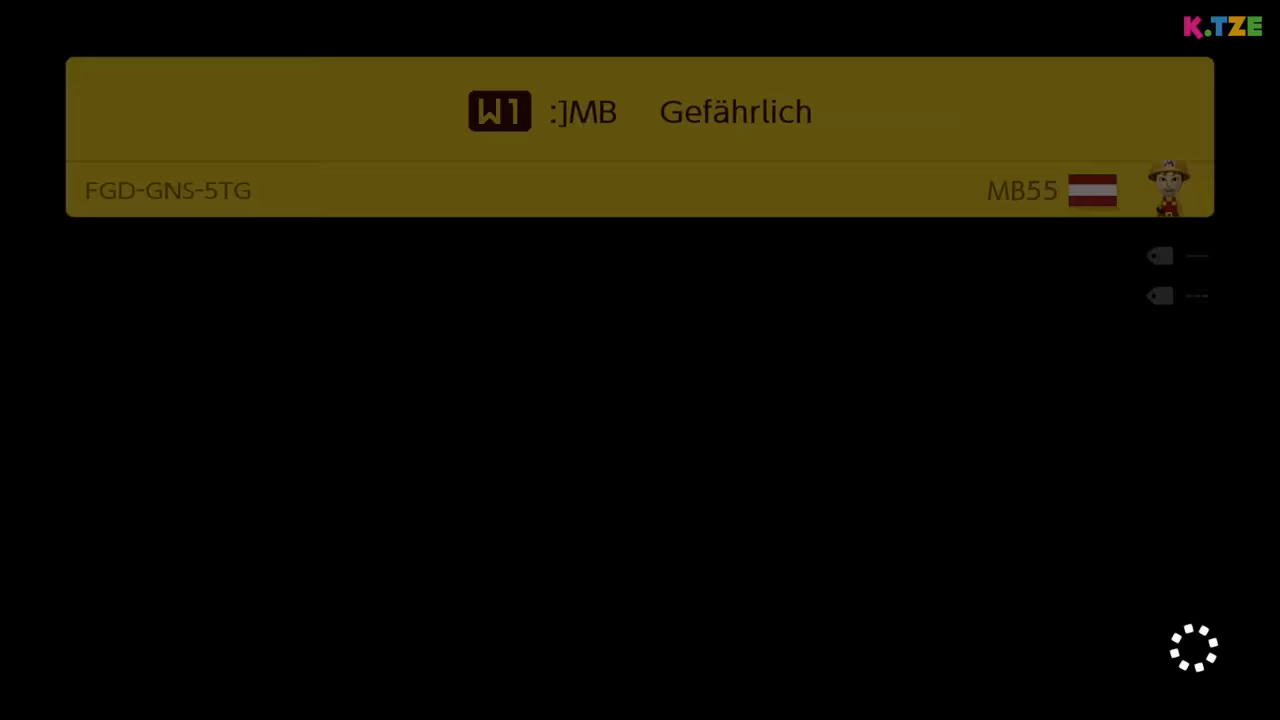 K.TZE
W1 :]MB Gefährlich
FGD-GNS-5TG
MB55
---
---